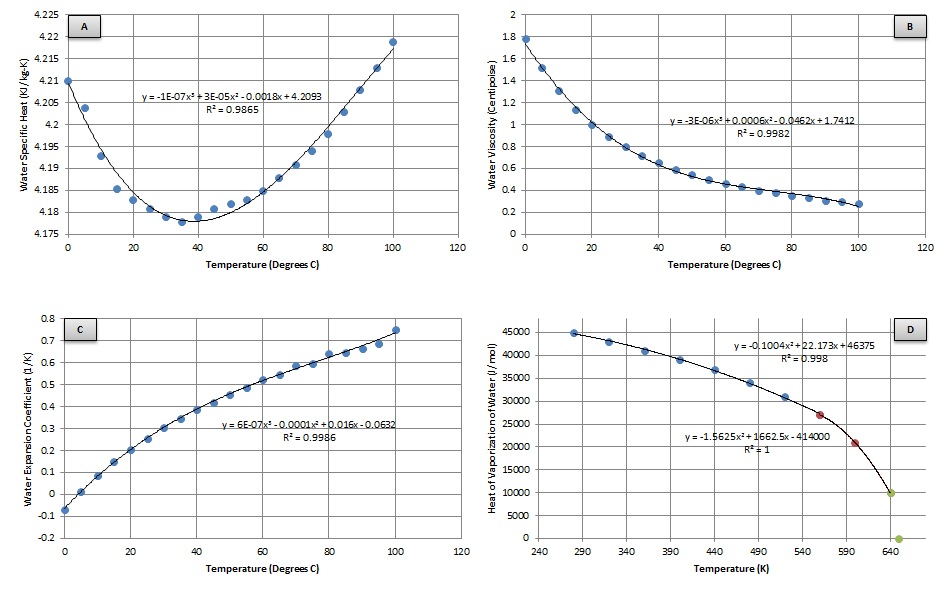 A
Water Specific Heat (KJ/ kg-K)
4.225
4.22
4.215
4.21
4.205
4.2
4.195
4.19
4.185
4.18
4.175
y = -1E-07x³ + 3E-05x² - 0.0018x + 4.2093
R² = 0.9865
0 20 40 60 80 100 120
Temperature (Degrees C)
B
Water Viscosity (Centipoise)
2
1.8
1.6
1.4
1.2
1
0.8
0.6
0.4
0.2
0
y = -3E-06x³ + 0.0006x² - 0.0462x + 1.7412
R² = 0.9982
0 20 40 60 80 100 120
Temperature (Degrees C)
C
Water Expansion Coefficient (1/K)
0.8
0.7
0.6
0.5
0.4
0.3
0.2
0.1
0
-0.1
-0.2
y = 6E-07x³ - 0.0001x² + 0.016x - 0.0632
R² = 0.9986
0 20 40 60 80 100 120
Temperature (Degrees C)
D
Heat of Vaporization of Water (J/mol)
45000
40000
35000
30000
25000
20000
15000
10000
5000
0
y = -0.1004x² + 22.173x + 46375
R² = 0.998
y = -1.5625x² + 1662.5x - 414000
R² = 1
240 290 340 390 440 490 540 590 640
Temperature (K)